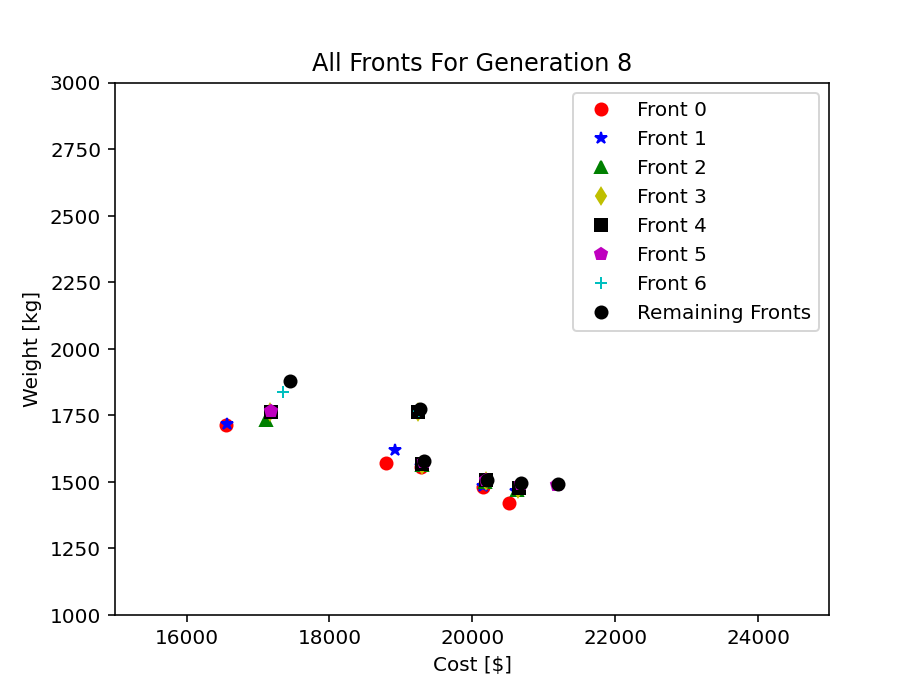 All Fronts For Generation 8
3000
2750
2500
2250
2000
1750
1500
1250
1000
Weight [kg]
16000 18000 20000 22000 24000
Cost [$]
Front 0
Front 1
Front 2
Front 3
Front 4
Front 5
Front 6
Remaining Fronts